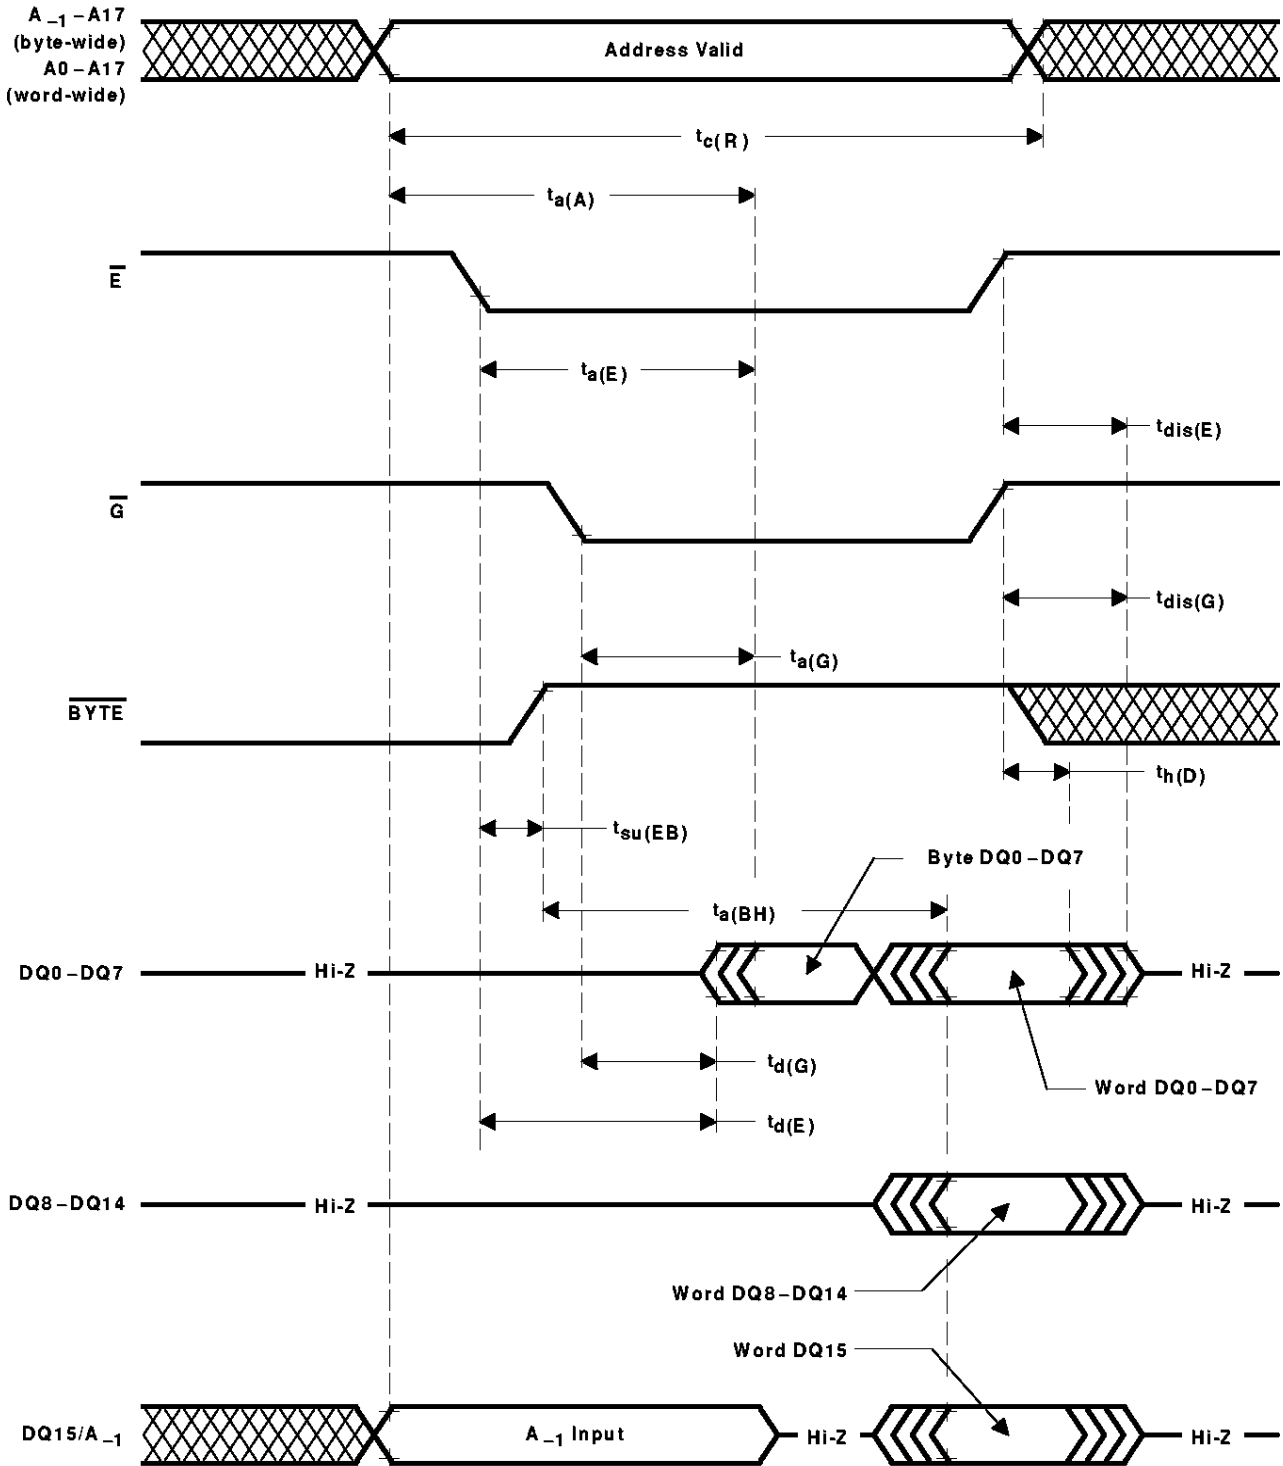 A₋₁–A17
(byte-wide)
A0–A17
(word-wide)
Address Valid
tc(R)
ta(A)
E̅
ta(E)
tdis(E)
G̅
tdis(G)
ta(G)
B̅Y̅T̅E̅
th(D)
tsu(EB)
Byte DQ0–DQ7
ta(BH)
DQ0–DQ7
Hi-Z
Hi-Z
td(G)
Word DQ0–DQ7
td(E)
DQ8–DQ14
Hi-Z
Hi-Z
Word DQ8–DQ14
Word DQ15
DQ15/A₋₁
A₋₁ Input
Hi-Z
Hi-Z